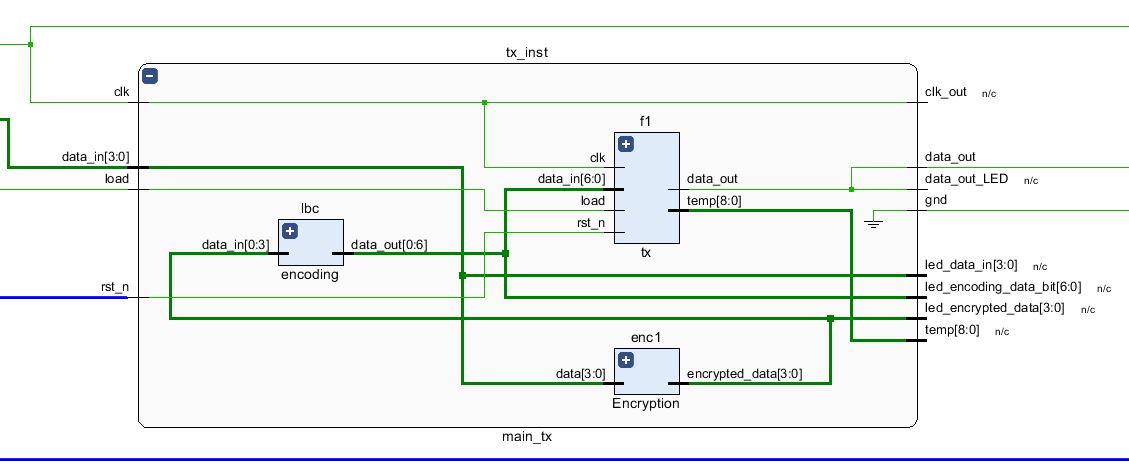 tx_inst
clk
clk_out n/c
f1
clk
data_in[3:0]
data_out
load
data_in[6:0]
data_out
data_out_LED n/c
load
temp[8:0]
gnd
lbc
rst_n
data_in[0:3]
data_out[0:6]
tx
encoding
led_data_in[3:0] n/c
rst_n
led_encoding_data_bit[6:0] n/c
led_encrypted_data[3:0] n/c
temp[8:0] n/c
enc1
data[3:0]
encrypted_data[3:0]
Encryption
main_tx